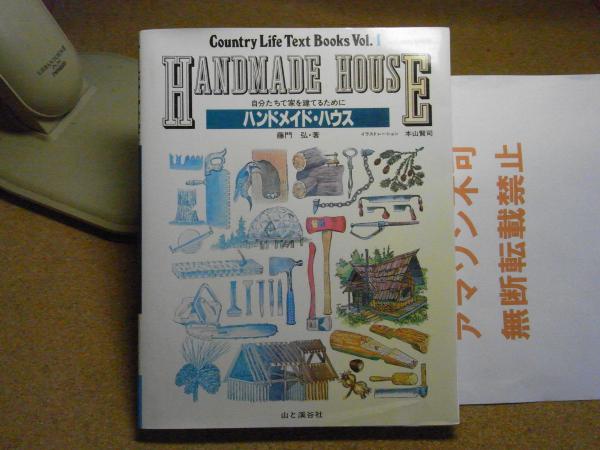 Country Life Text Books Vol. 1
HANDMADE HOUSE
自分たちで家を建てるために
ハンドメイド・ハウス
藤門 弘・著
イラストレーション 本山賢司
山と溪谷社
アマゾン不可
無断転載禁止